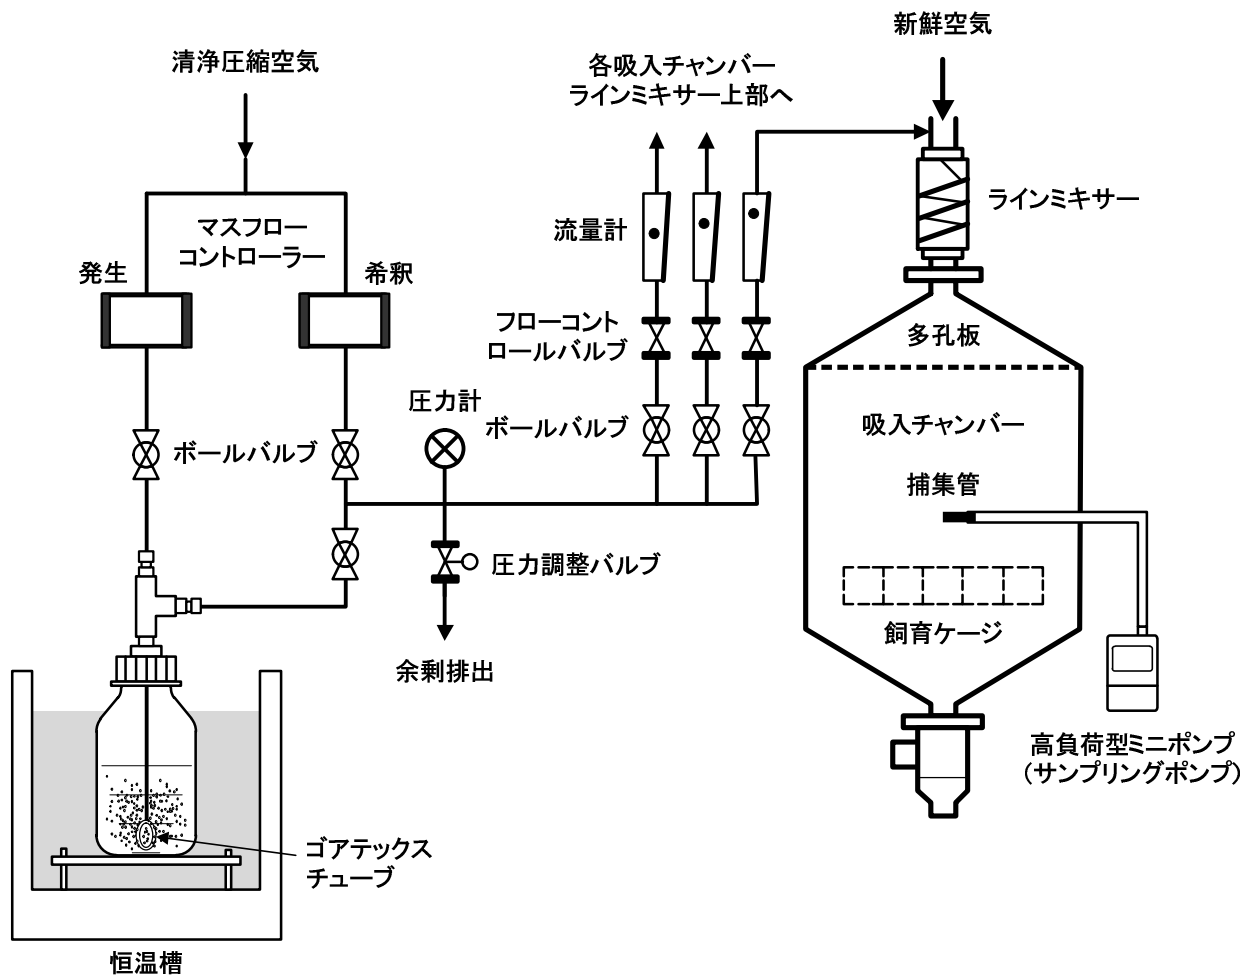 新鮮空気
清浄圧縮空気
各吸入チャンバー
ラインミキサー上部へ
ラインミキサー
マスフロー
コントローラー
流量計
発生
希釈
フローコント
ロールバルブ
多孔板
圧力計
ボールバルブ
ボールバルブ
吸入チャンバー
捕集管
圧力調整バルブ
飼育ケージ
余剰排出
高負荷型ミニポンプ
(サンプリングポンプ)
ゴアテックス
チューブ
恒温槽